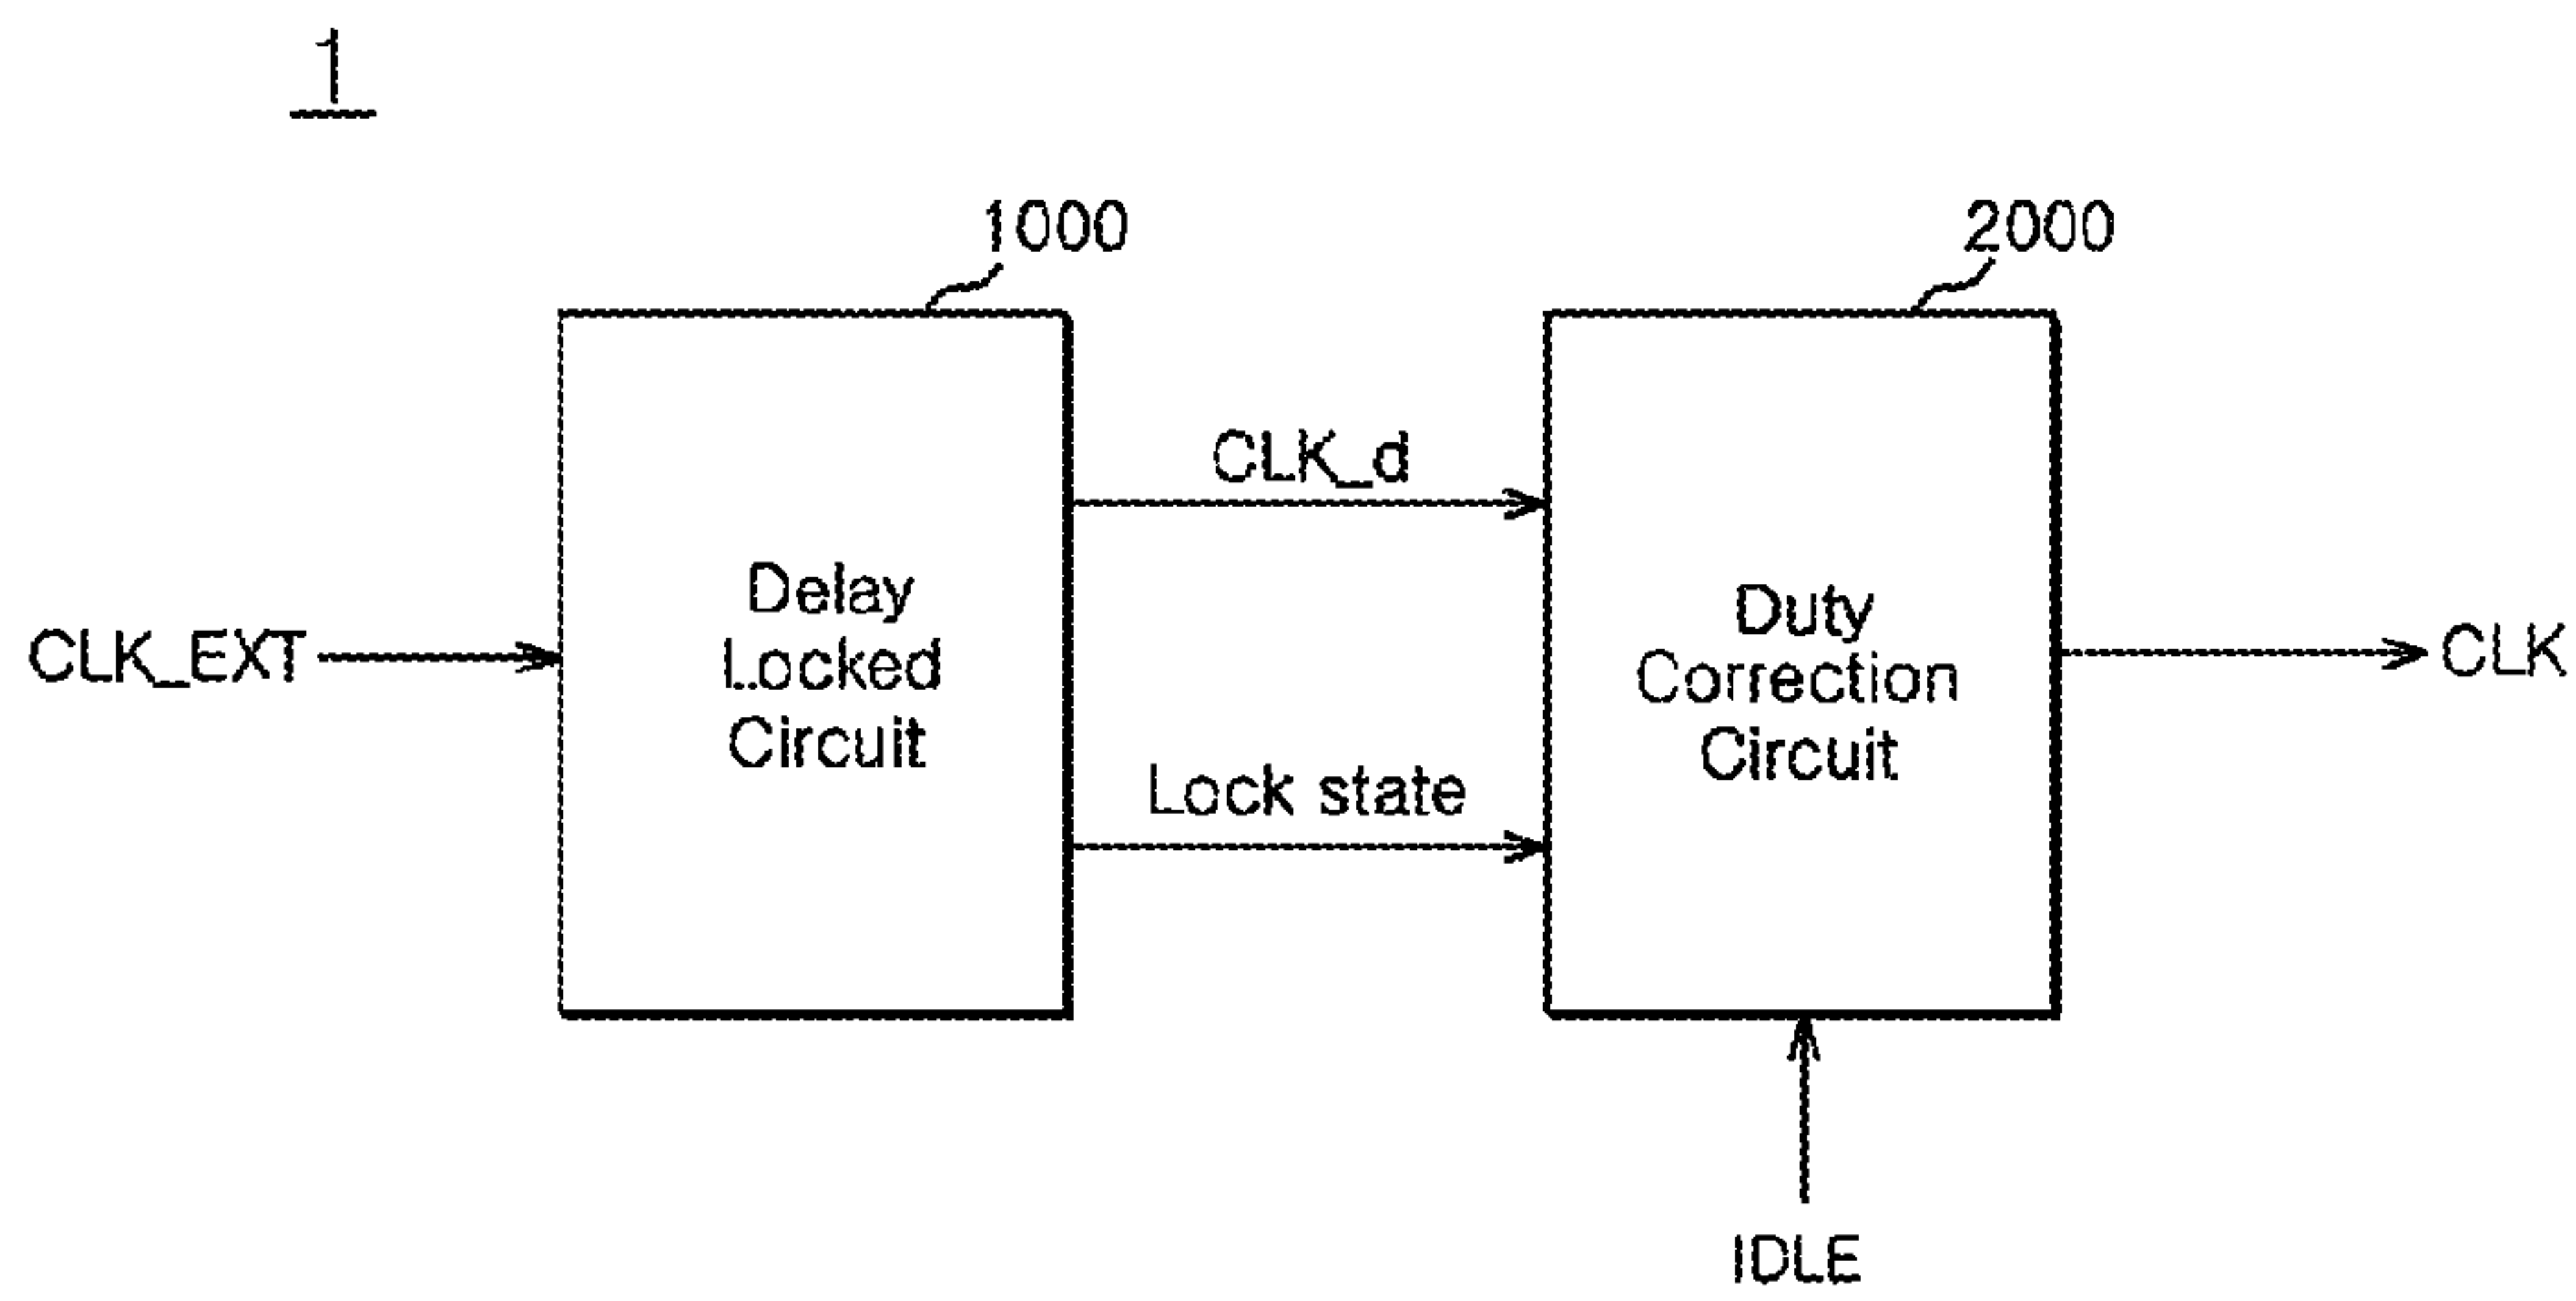 1
1000
2000
CLK_d
Delay
Locked
Circuit
Duty
Correction
Circuit
CLK_EXT
CLK
Lock state
IDLE